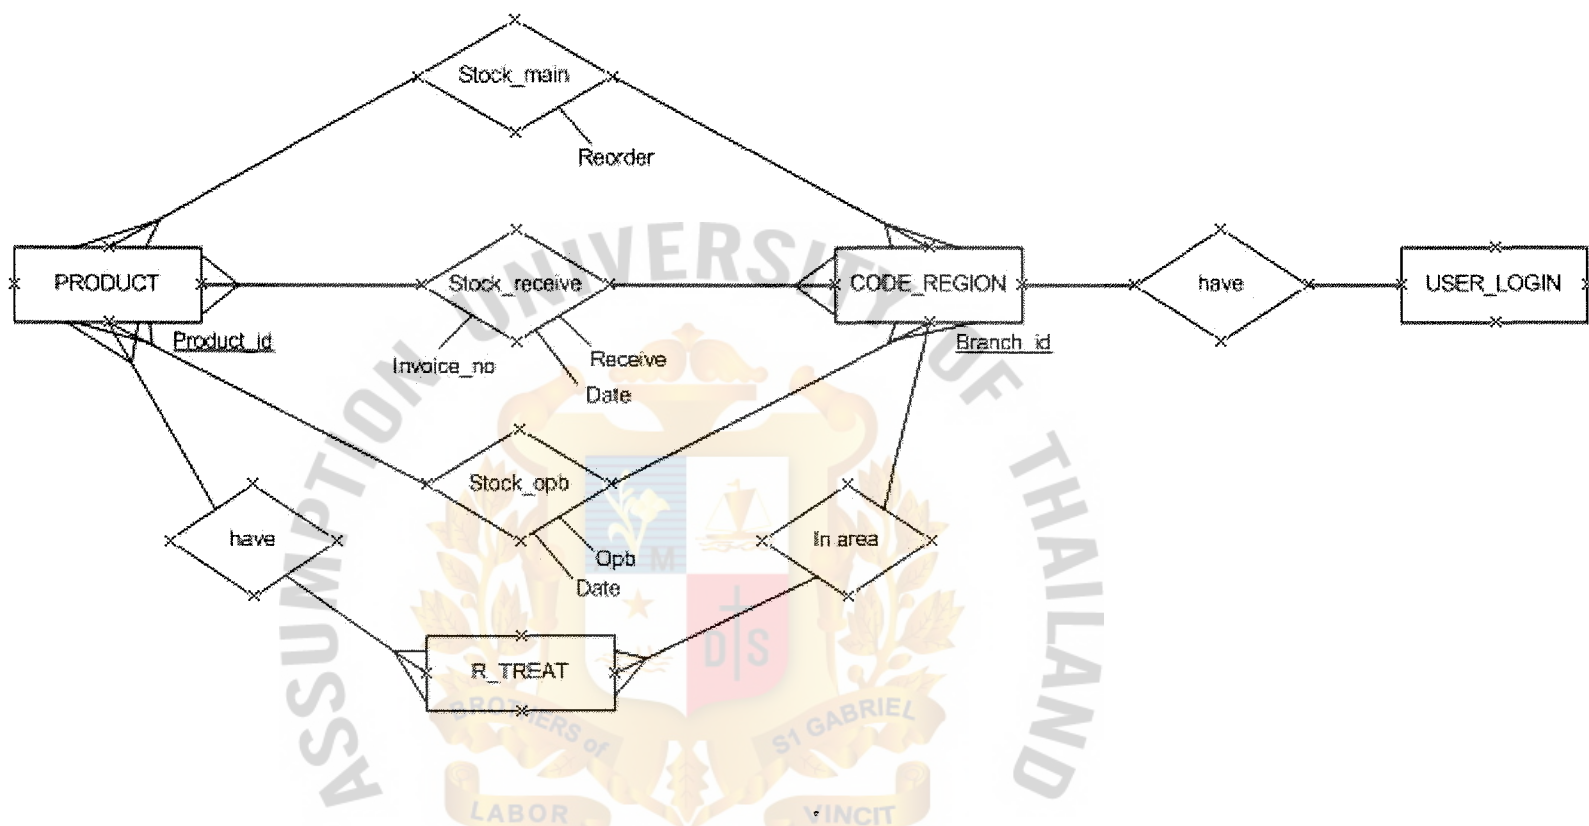 Stock_main
Reorder
PRODUCT
Stock_receive
CODE_REGION
have
USER_LOGIN
Product_id
Branch_id
Invoice_no
Receive
Date
Stock_opb
have
In area
Opb
Date
R_TREAT
ASSUMPTION UNIVERSITY OF THAILAND
D S
BROTHERS of
S1 GABRIEL
LABOR
VINCIT